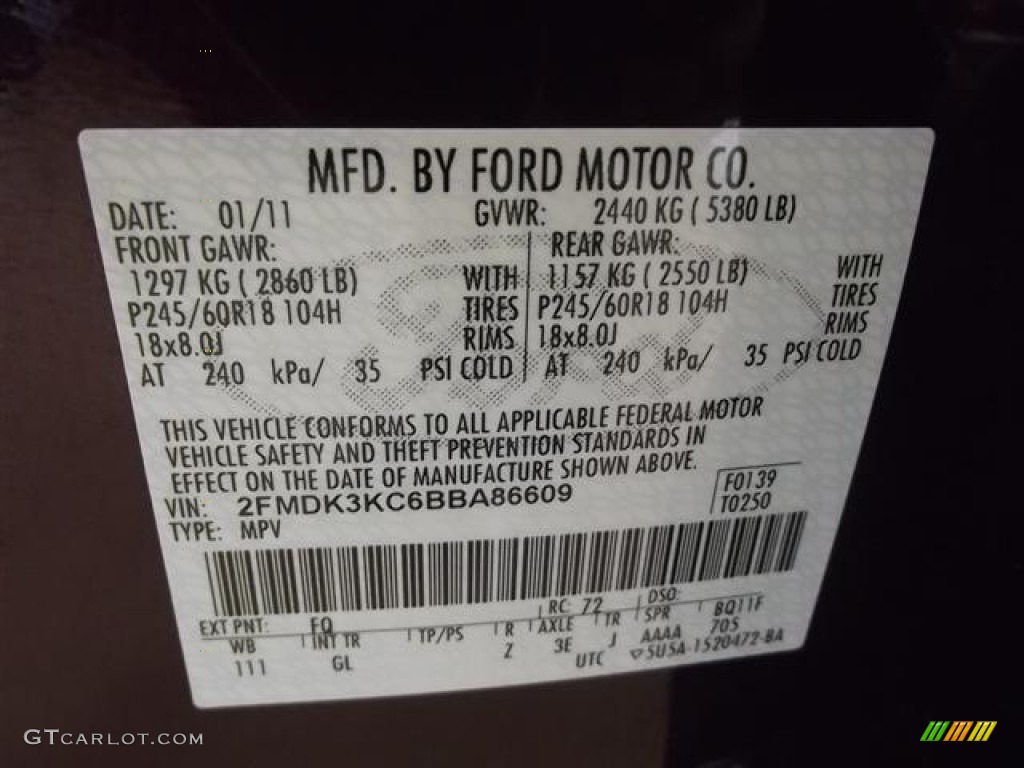 MFD. BY FORD MOTOR CO.
DATE: 01/11 GVWR: 2440 KG ( 5380 LB)
FRONT GAWR: REAR GAWR:
1297 KG ( 2860 LB) WITH 1157 KG ( 2550 LB) WITH
P245/60R18 104H TIRES P245/60R18 104H TIRES
18x8.0J RIMS 18x8.0J RIMS
AT 240 kPa/ 35 PSI COLD AT 240 kPa/ 35 PSI COLD
THIS VEHICLE CONFORMS TO ALL APPLICABLE FEDERAL MOTOR
VEHICLE SAFETY AND THEFT PREVENTION STANDARDS IN
EFFECT ON THE DATE OF MANUFACTURE SHOWN ABOVE.
VIN: 2FMDK3KC6BBA86609 F0139
TYPE: MPV T0250
EXT PNT: FQ RC: 72 DSO:
WB INT TR TP/PS R AXLE TR SPR BQ11F
111 GL Z 3E J AAAA 705
UTC ▽5U5A-1520472-BA
GTCARLOT.COM